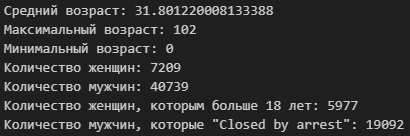 Средний возраст: 31.801220008133388
Максимальный возраст: 102
Минимальный возраст: 0
Количество женщин: 7209
Количество мужчин: 40739
Количество женщин, которым больше 18 лет: 5977
Количество мужчин, которые "Closed by arrest": 19092